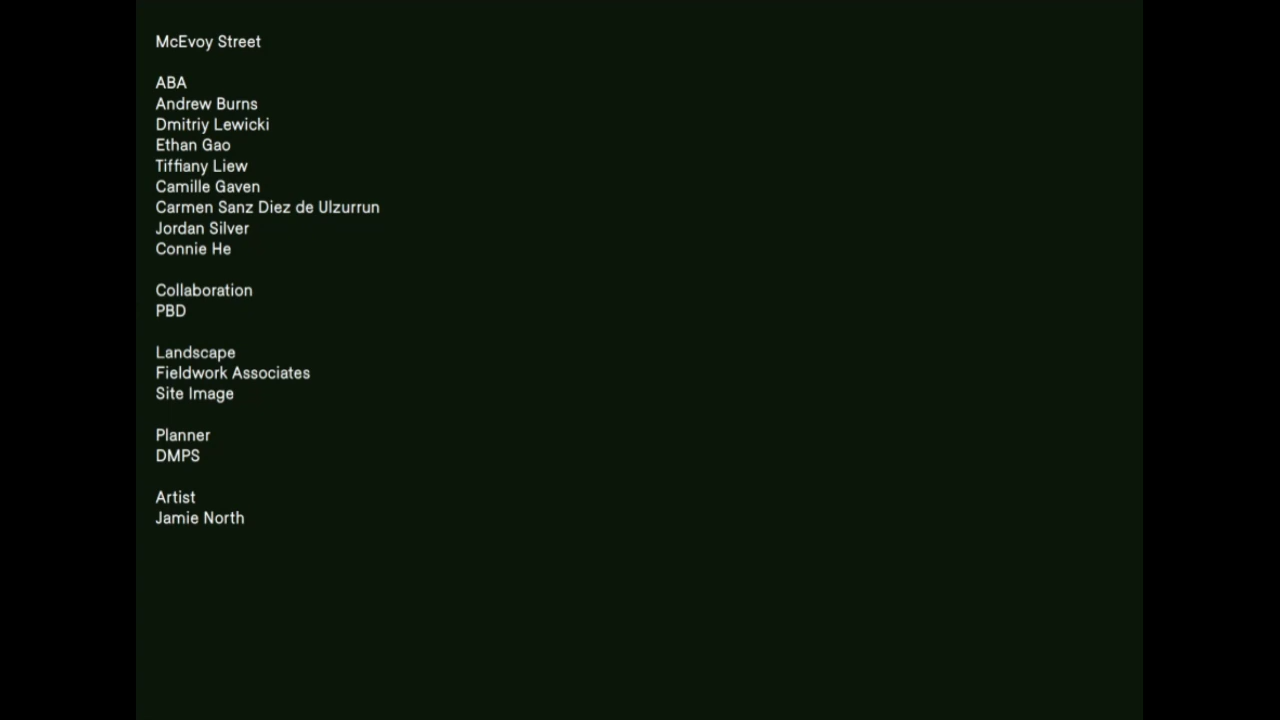 McEvoy Street
ABA
Andrew Burns
Dmitriy Lewicki
Ethan Gao
Tiffiany Liew
Camille Gaven
Carmen Sanz Diez de Ulzurrun
Jordan Silver
Connie He
Collaboration
PBD
Landscape
Fieldwork Associates
Site Image
Planner
DMPS
Artist
Jamie North